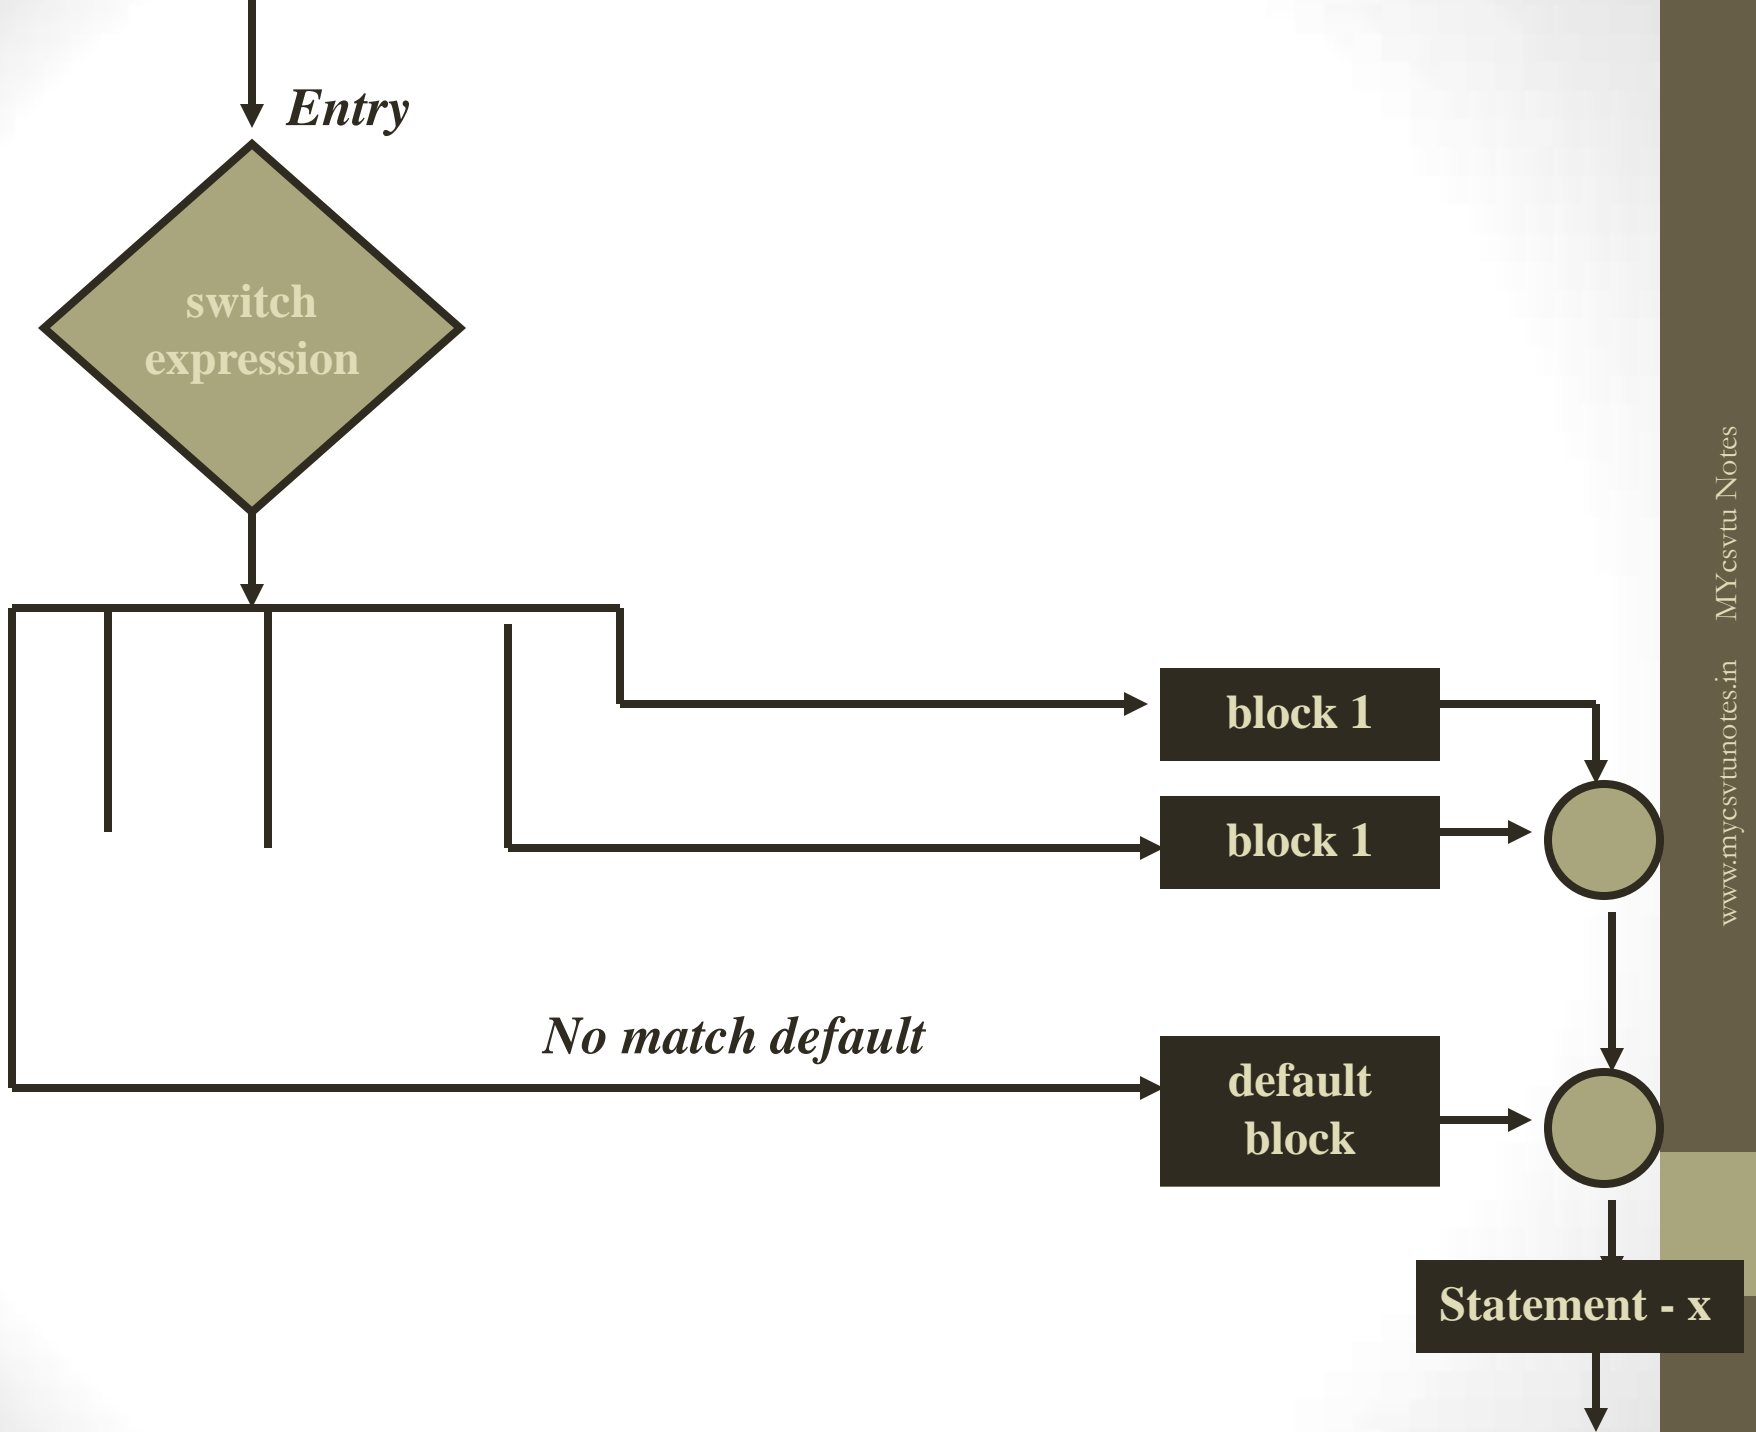 Entry
switch
expression
block 1
block 1
No match default
default
block
Statement - x
www.mycsvtunotes.in MYcsvtu Notes